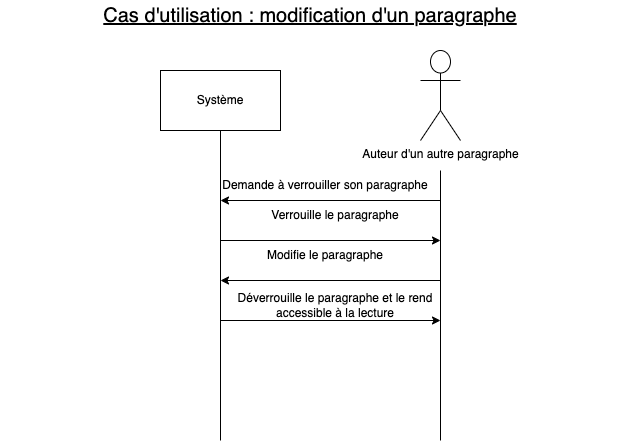 Cas d'utilisation : modification d'un paragraphe
Système
Auteur d'un autre paragraphe
Demande à verrouiller son paragraphe
Verrouille le paragraphe
Modifie le paragraphe
Déverrouille le paragraphe et le rend
accessible à la lecture